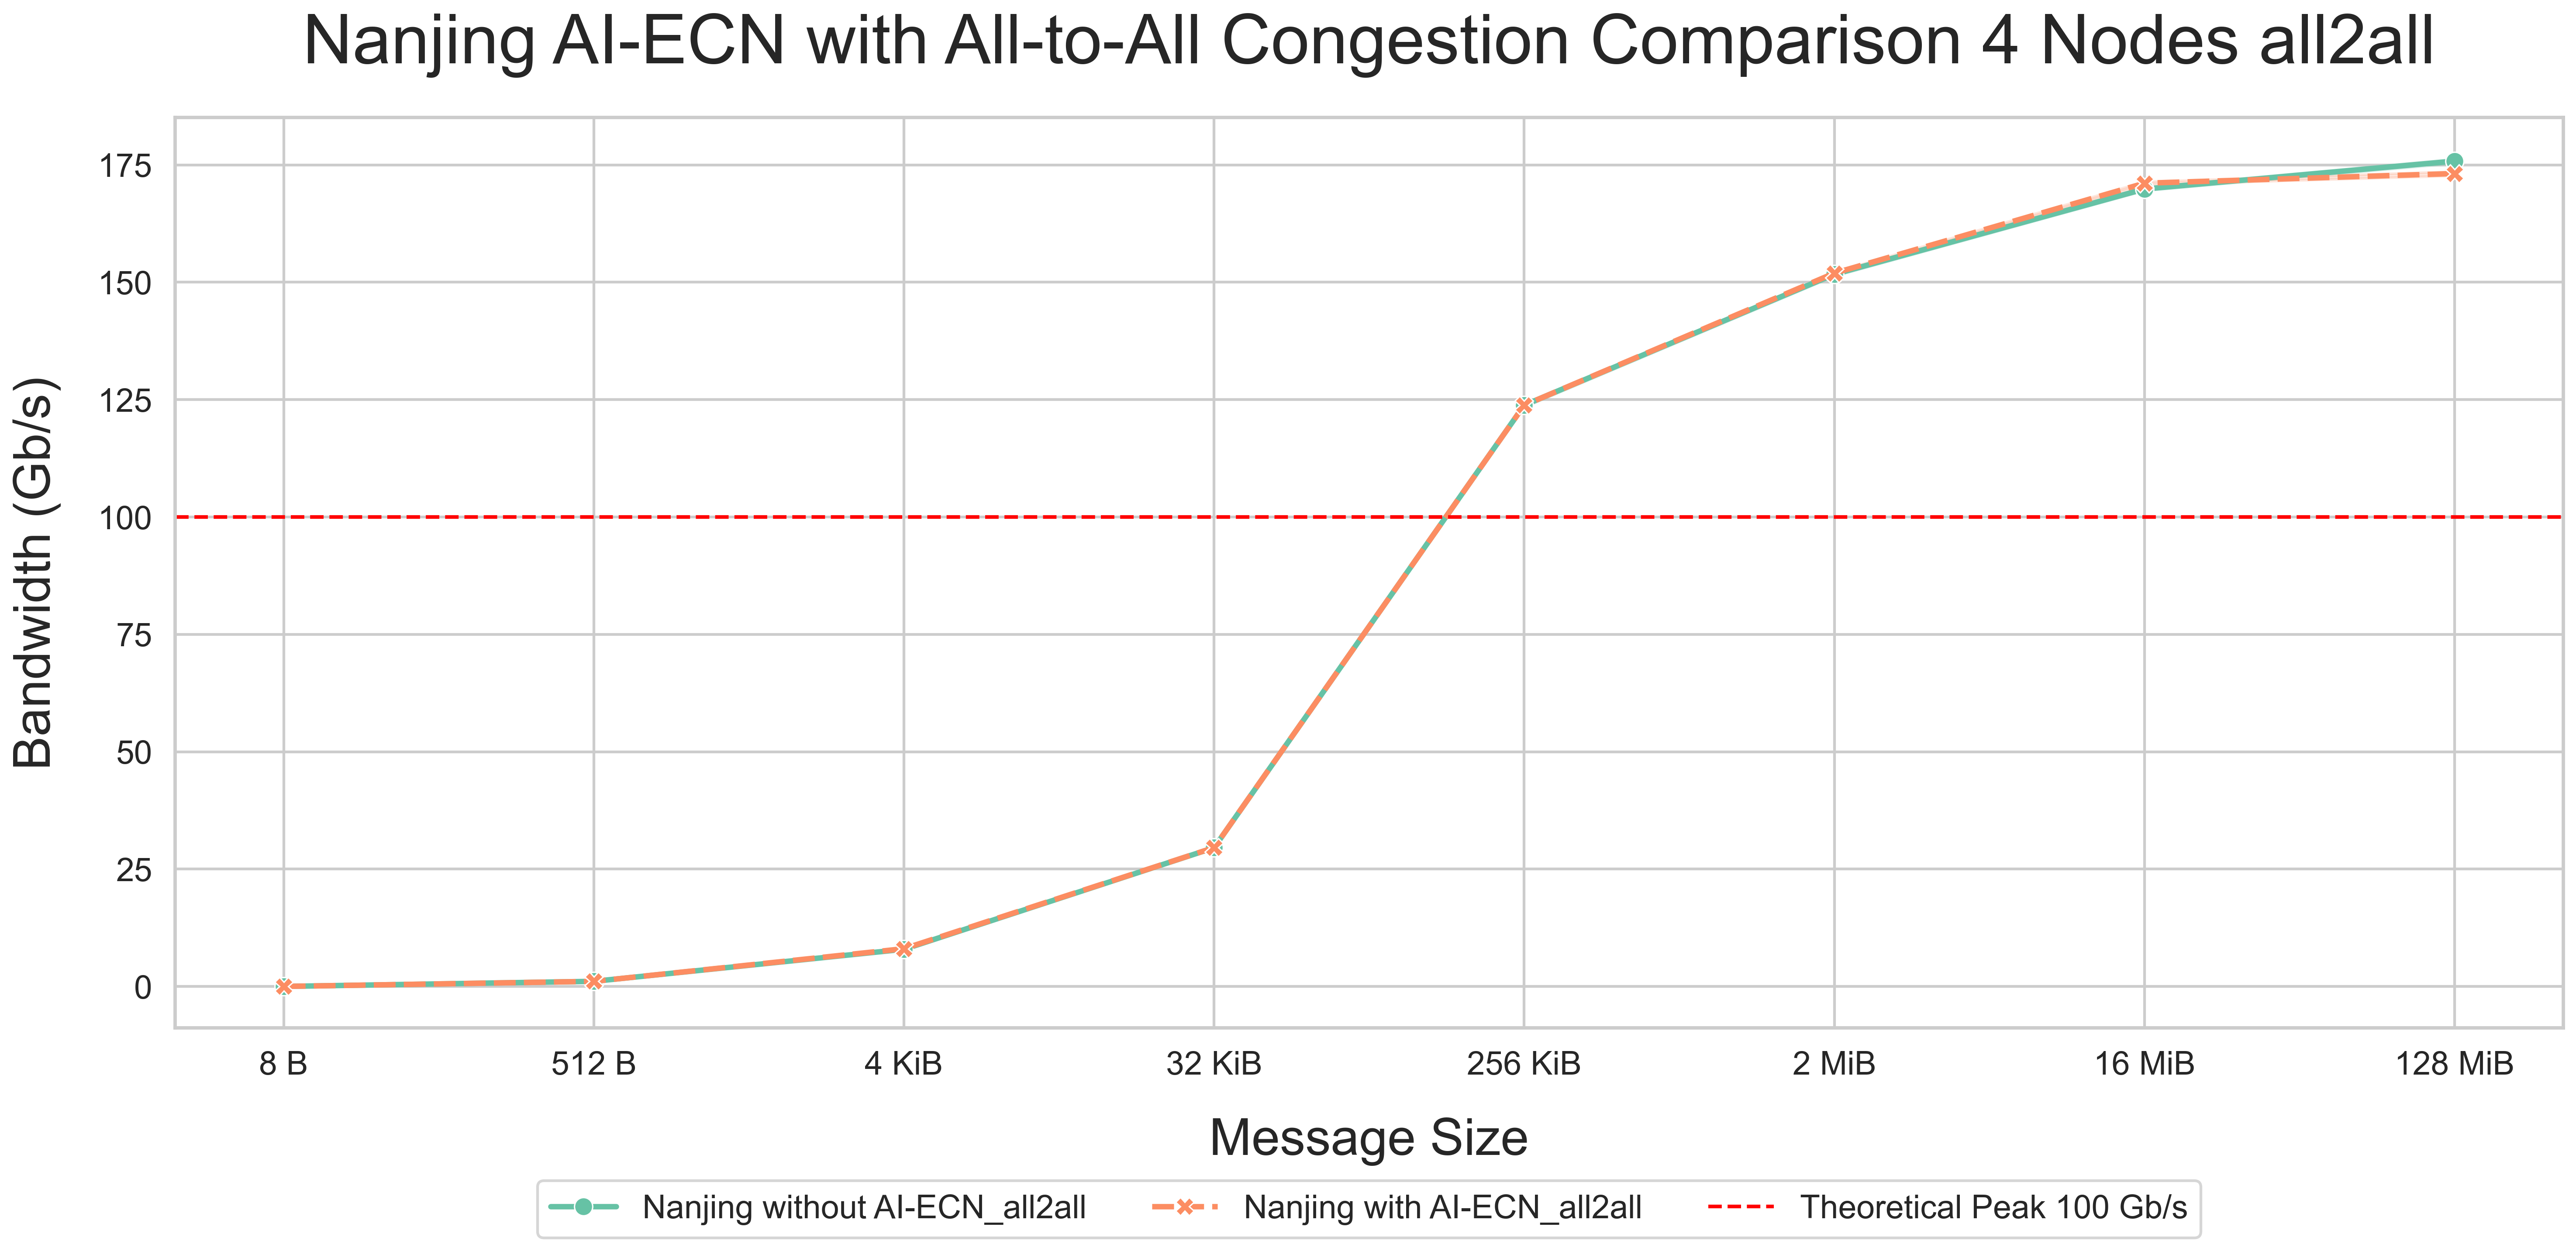 Nanjing AI-ECN with All-to-All Congestion Comparison 4 Nodes all2all
Bandwidth (Gb/s)
175
150
125
100
75
50
25
0
8 B
512 B
4 KiB
32 KiB
256 KiB
2 MiB
16 MiB
128 MiB
Message Size
Nanjing without AI-ECN_all2all
Nanjing with AI-ECN_all2all
Theoretical Peak 100 Gb/s